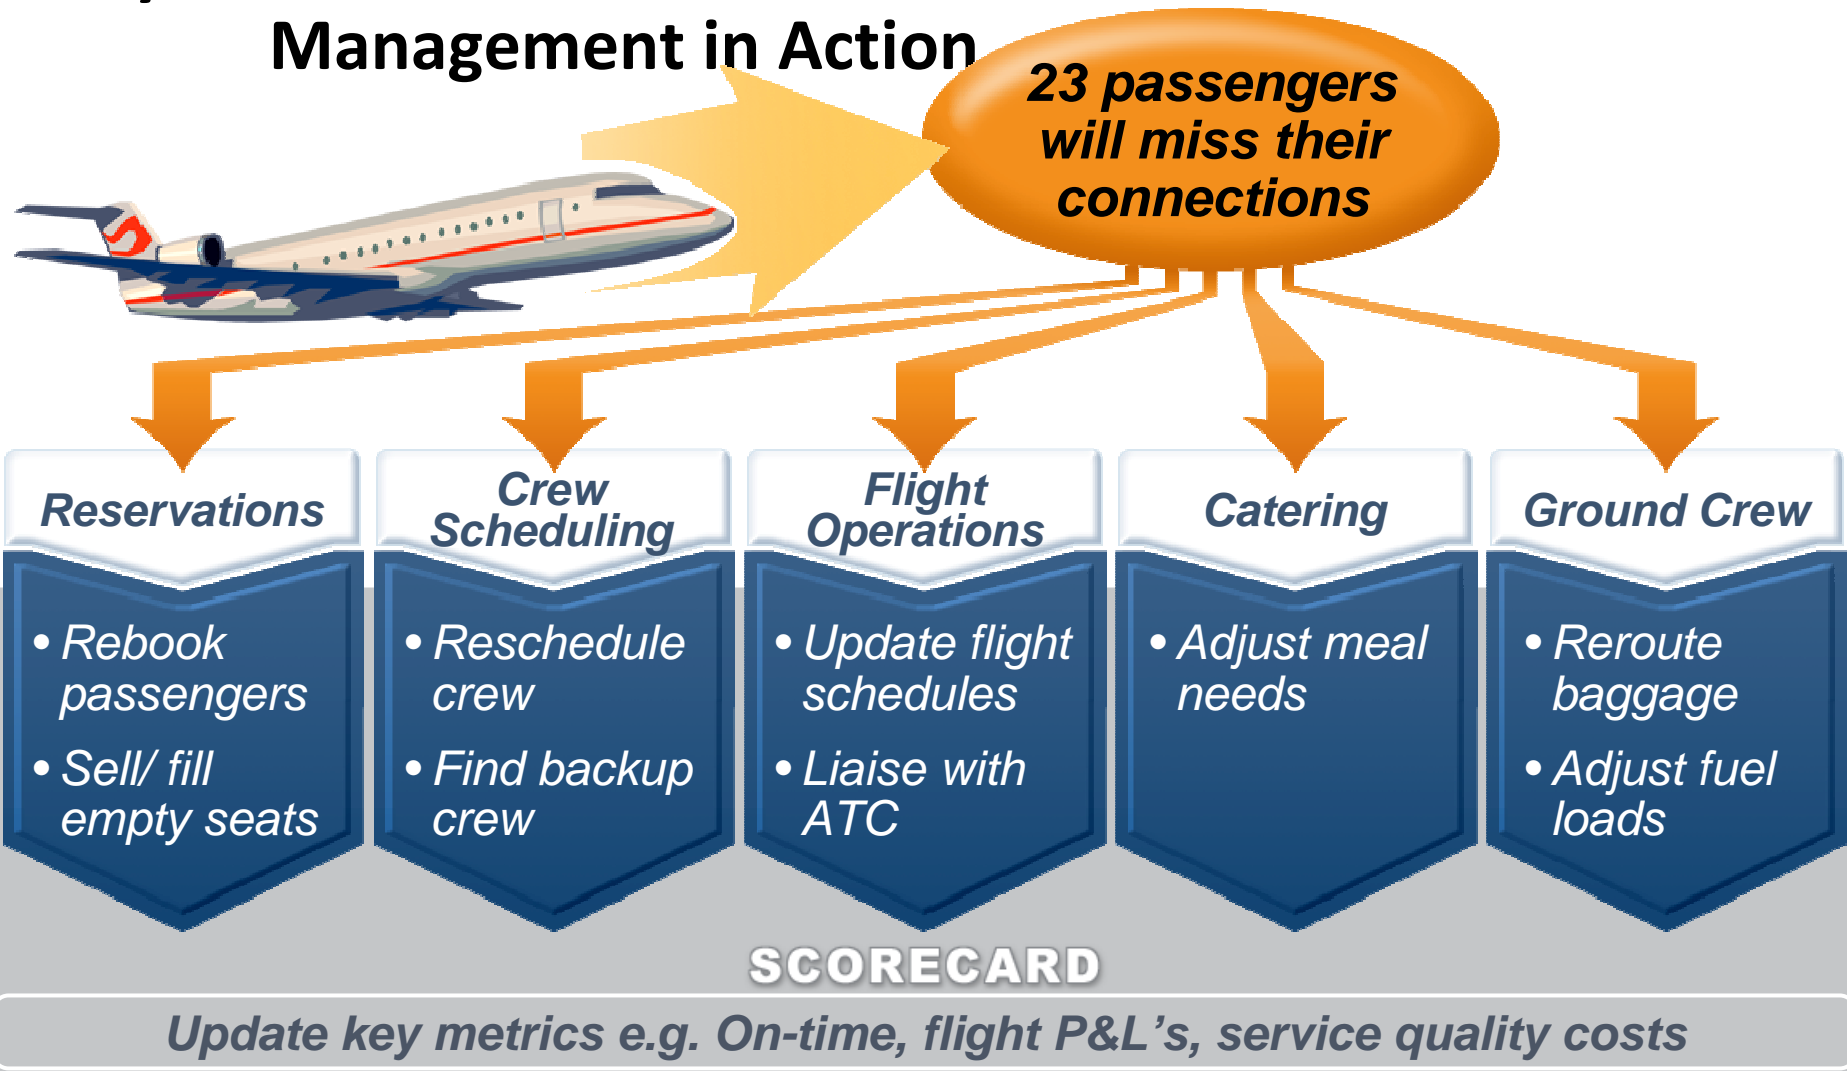 Management in Action
23 passengers
will miss their
connections
Reservations
Crew
Scheduling
Flight
Operations
Catering
Ground Crew
• Rebook
passengers
• Sell/ fill
empty seats
• Reschedule
crew
• Find backup
crew
• Update flight
schedules
• Liaise with
ATC
• Adjust meal
needs
• Reroute
baggage
• Adjust fuel
loads
SCORECARD
Update key metrics e.g. On-time, flight P&L’s, service quality costs